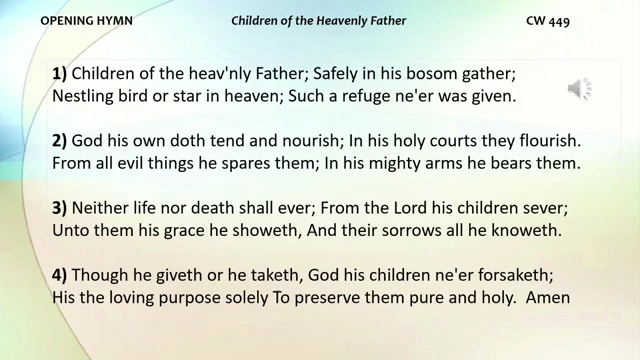 OPENING HYMN Children of the Heavenly Father CW 449
1) Children of the heav'nly Father; Safely in his bosom gather;
Nestling bird or star in heaven; Such a refuge ne'er was given.
2) God his own doth tend and nourish; In his holy courts they flourish.
From all evil things he spares them; In his mighty arms he bears them.
3) Neither life nor death shall ever; From the Lord his children sever;
Unto them his grace he showeth, And their sorrows all he knoweth.
4) Though he giveth or he taketh, God his children ne'er forsaketh;
His the loving purpose solely To preserve them pure and holy. Amen